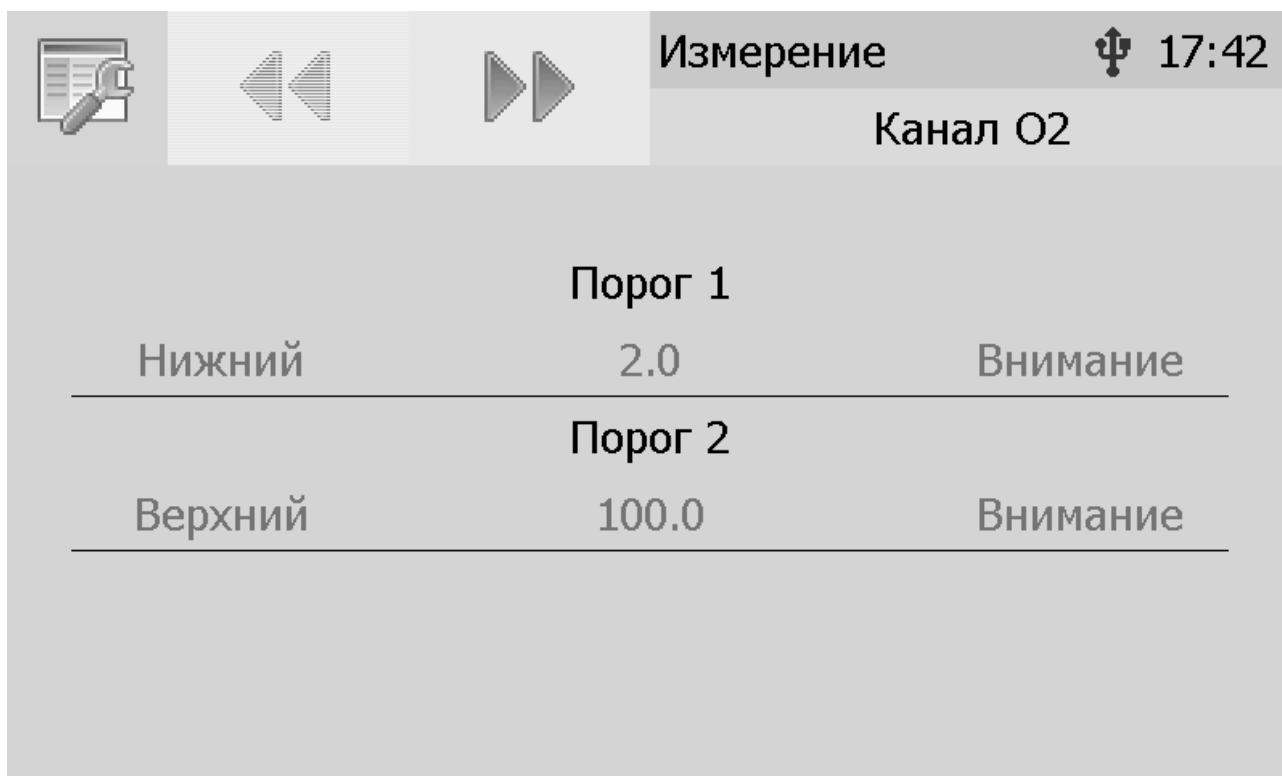 Измерение 17:42
Канал O2
Порог 1
Нижний 2.0 Внимание
Порог 2
Верхний 100.0 Внимание